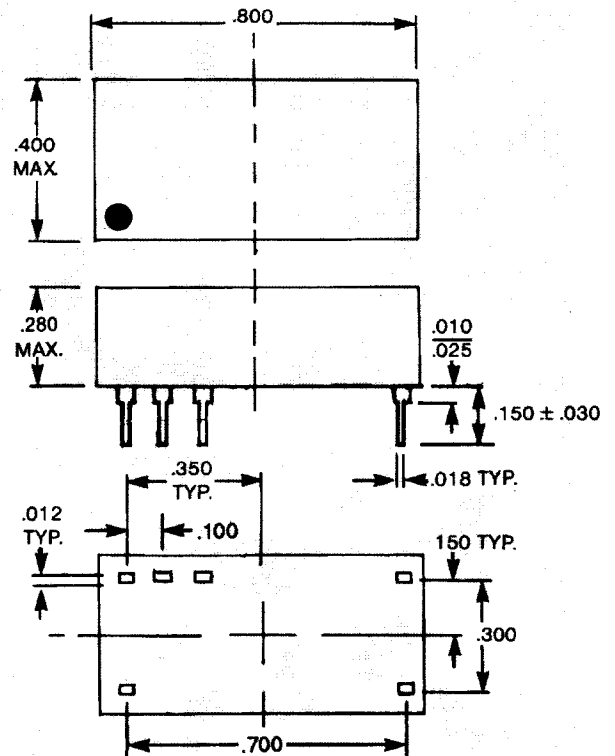 .800
.400
MAX.
.280
MAX.
.010
.025
.150 ± .030
.350
TYP.
.018 TYP.
.012
TYP.
.100
150 TYP.
.300
.700